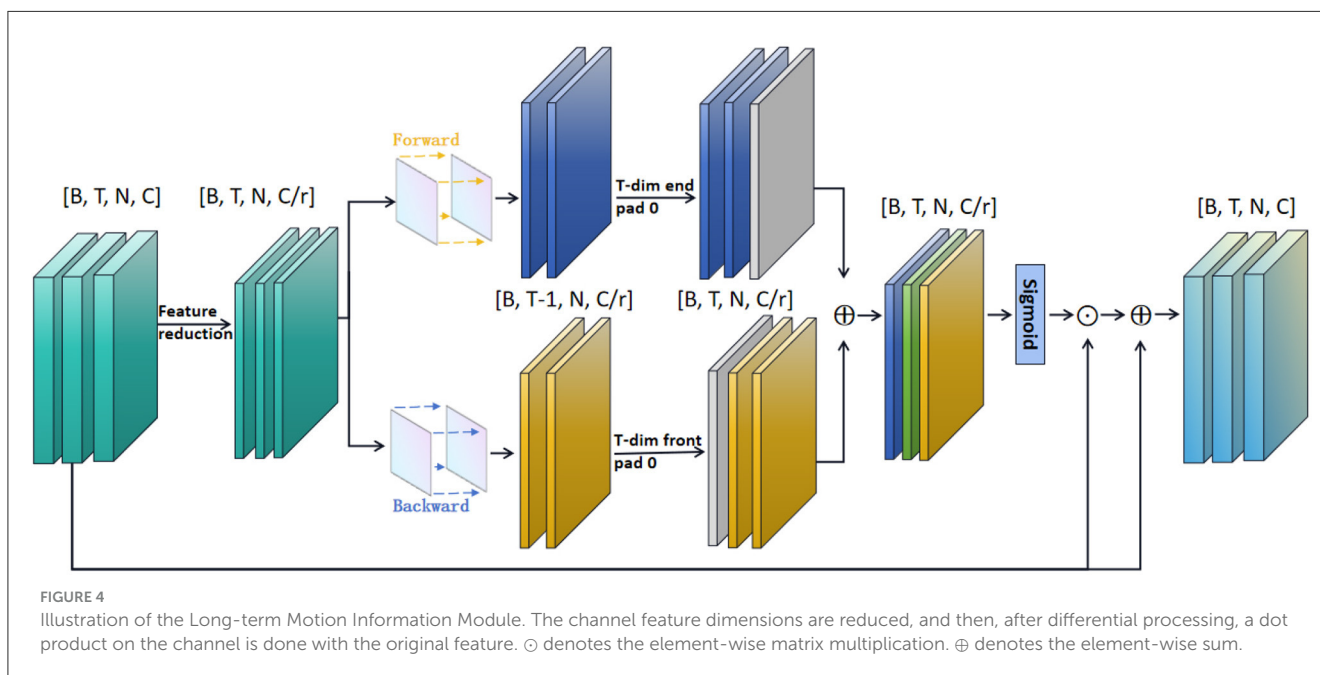 [B, T, N, C]
[B, T, N, C/r]
Feature
reduction
Forward
T-dim end
pad 0
[B, T-1, N, C/r]
[B, T, N, C/r]
Backward
T-dim front
pad 0
⊕
[B, T, N, C/r]
Sigmoid
⊙
⊕
[B, T, N, C]
FIGURE 4
Illustration of the Long-term Motion Information Module. The channel feature dimensions are reduced, and then, after differential processing, a dot
product on the channel is done with the original feature. ⊙ denotes the element-wise matrix multiplication. ⊕ denotes the element-wise sum.